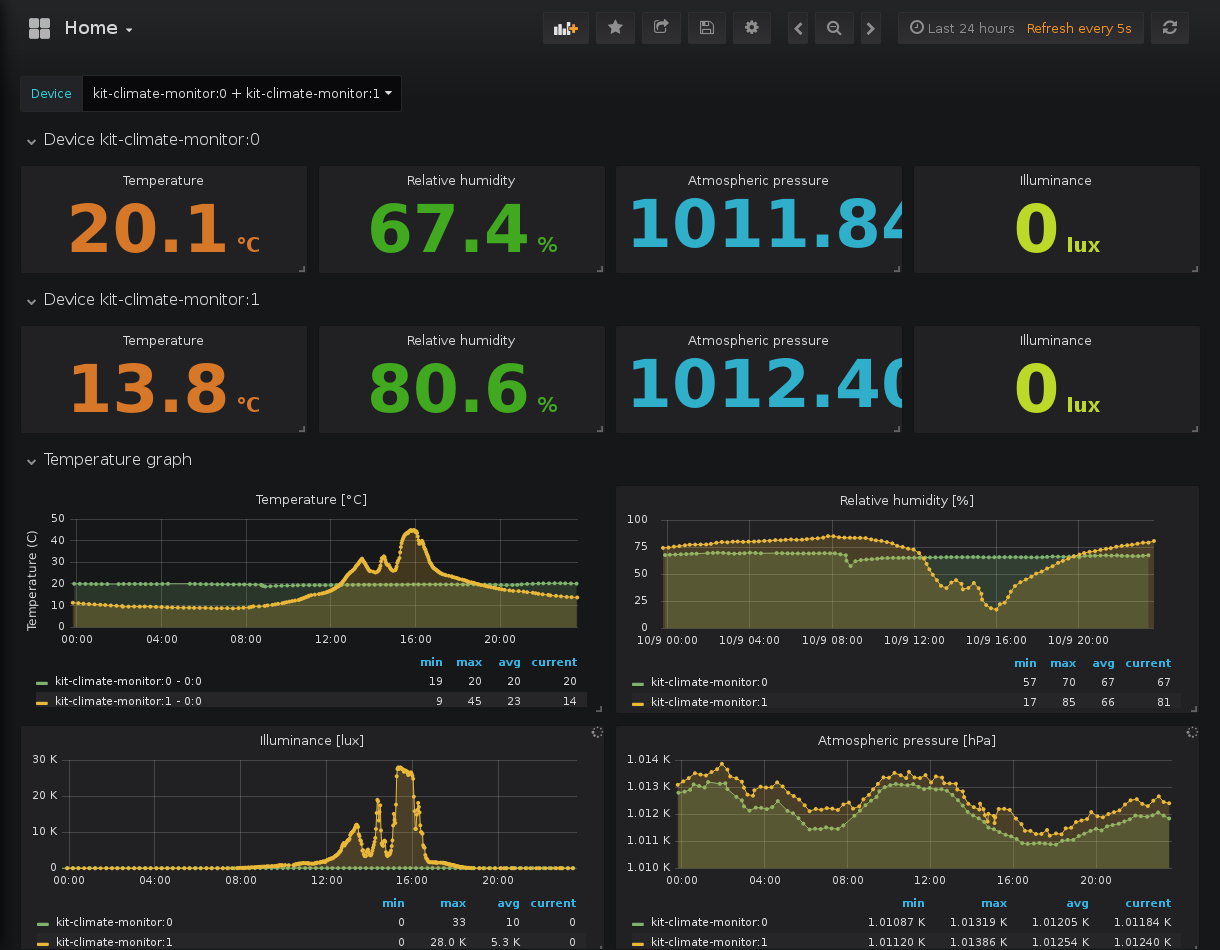 Home
Last 24 hours Refresh every 5s
Device kit-climate-monitor:0 + kit-climate-monitor:1
Device kit-climate-monitor:0
Temperature Relative humidity Atmospheric pressure Illuminance
20.1 °C 67.4 % 1011.84 0 lux
Device kit-climate-monitor:1
Temperature Relative humidity Atmospheric pressure Illuminance
13.8 °C 80.6 % 1012.40 0 lux
Temperature graph
Temperature [°C]
Temperature (C)
50
40
30
20
10
0
00:00 04:00 08:00 12:00 16:00 20:00
min max avg current
kit-climate-monitor:0 - 0:0 19 20 20 20
kit-climate-monitor:1 - 0:0 9 45 23 14
Relative humidity [%]
100
75
50
25
0
10/9 00:00 10/9 04:00 10/9 08:00 10/9 12:00 10/9 16:00 10/9 20:00
min max avg current
kit-climate-monitor:0 57 70 67 67
kit-climate-monitor:1 17 85 66 81
Illuminance [lux]
30 K
20 K
10 K
0
00:00 04:00 08:00 12:00 16:00 20:00
min max avg current
kit-climate-monitor:0 0 33 10 0
kit-climate-monitor:1 0 28.0 K 5.3 K 0
Atmospheric pressure [hPa]
1.014 K
1.013 K
1.012 K
1.011 K
1.010 K
00:00 04:00 08:00 12:00 16:00 20:00
min max avg current
kit-climate-monitor:0 1.01087 K 1.01319 K 1.01205 K 1.01184 K
kit-climate-monitor:1 1.01120 K 1.01386 K 1.01254 K 1.01240 K